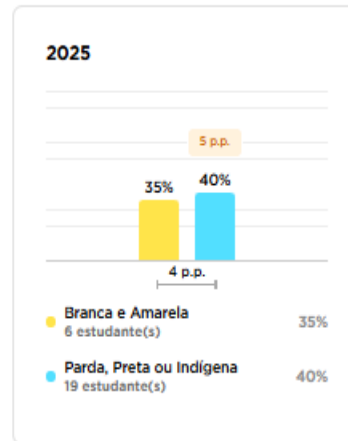 2025
5 p.p.
35%
40%
4 p.p.
Branca e Amarela
6 estudante(s)
35%
Parda, Preta ou Indígena
19 estudante(s)
40%